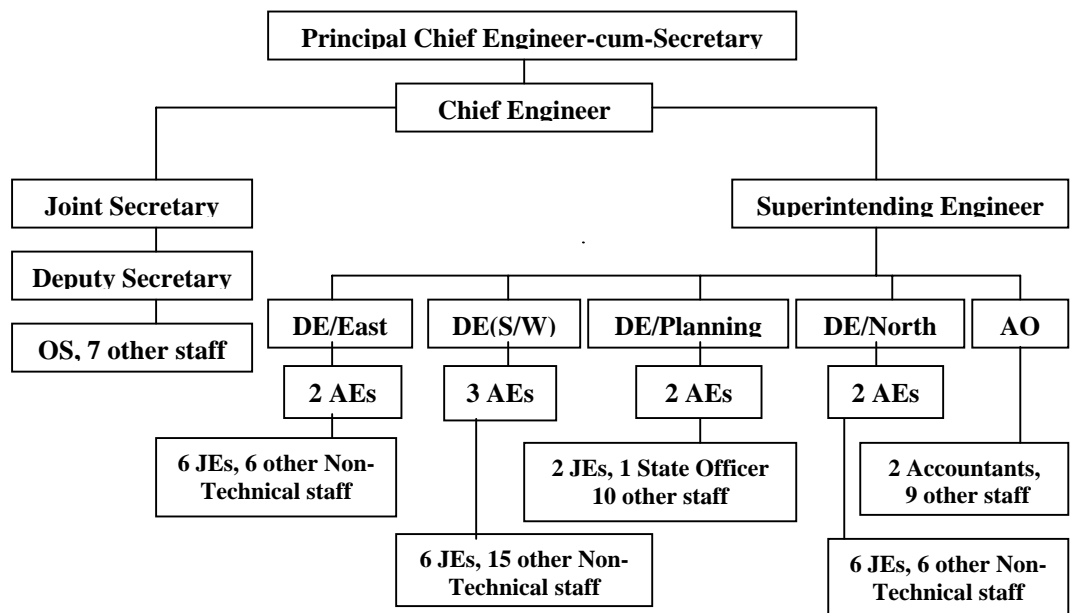 Principal Chief Engineer-cum-Secretary
Chief Engineer
Joint Secretary
Superintending Engineer
Deputy Secretary
DE/East
DE(S/W)
DE/Planning
DE/North
AO
OS, 7 other staff
2 AEs
3 AEs
2 AEs
2 AEs
6 JEs, 6 other Non-
Technical staff
2 JEs, 1 State Officer
10 other staff
2 Accountants,
9 other staff
6 JEs, 15 other Non-
Technical staff
6 JEs, 6 other Non-
Technical staff